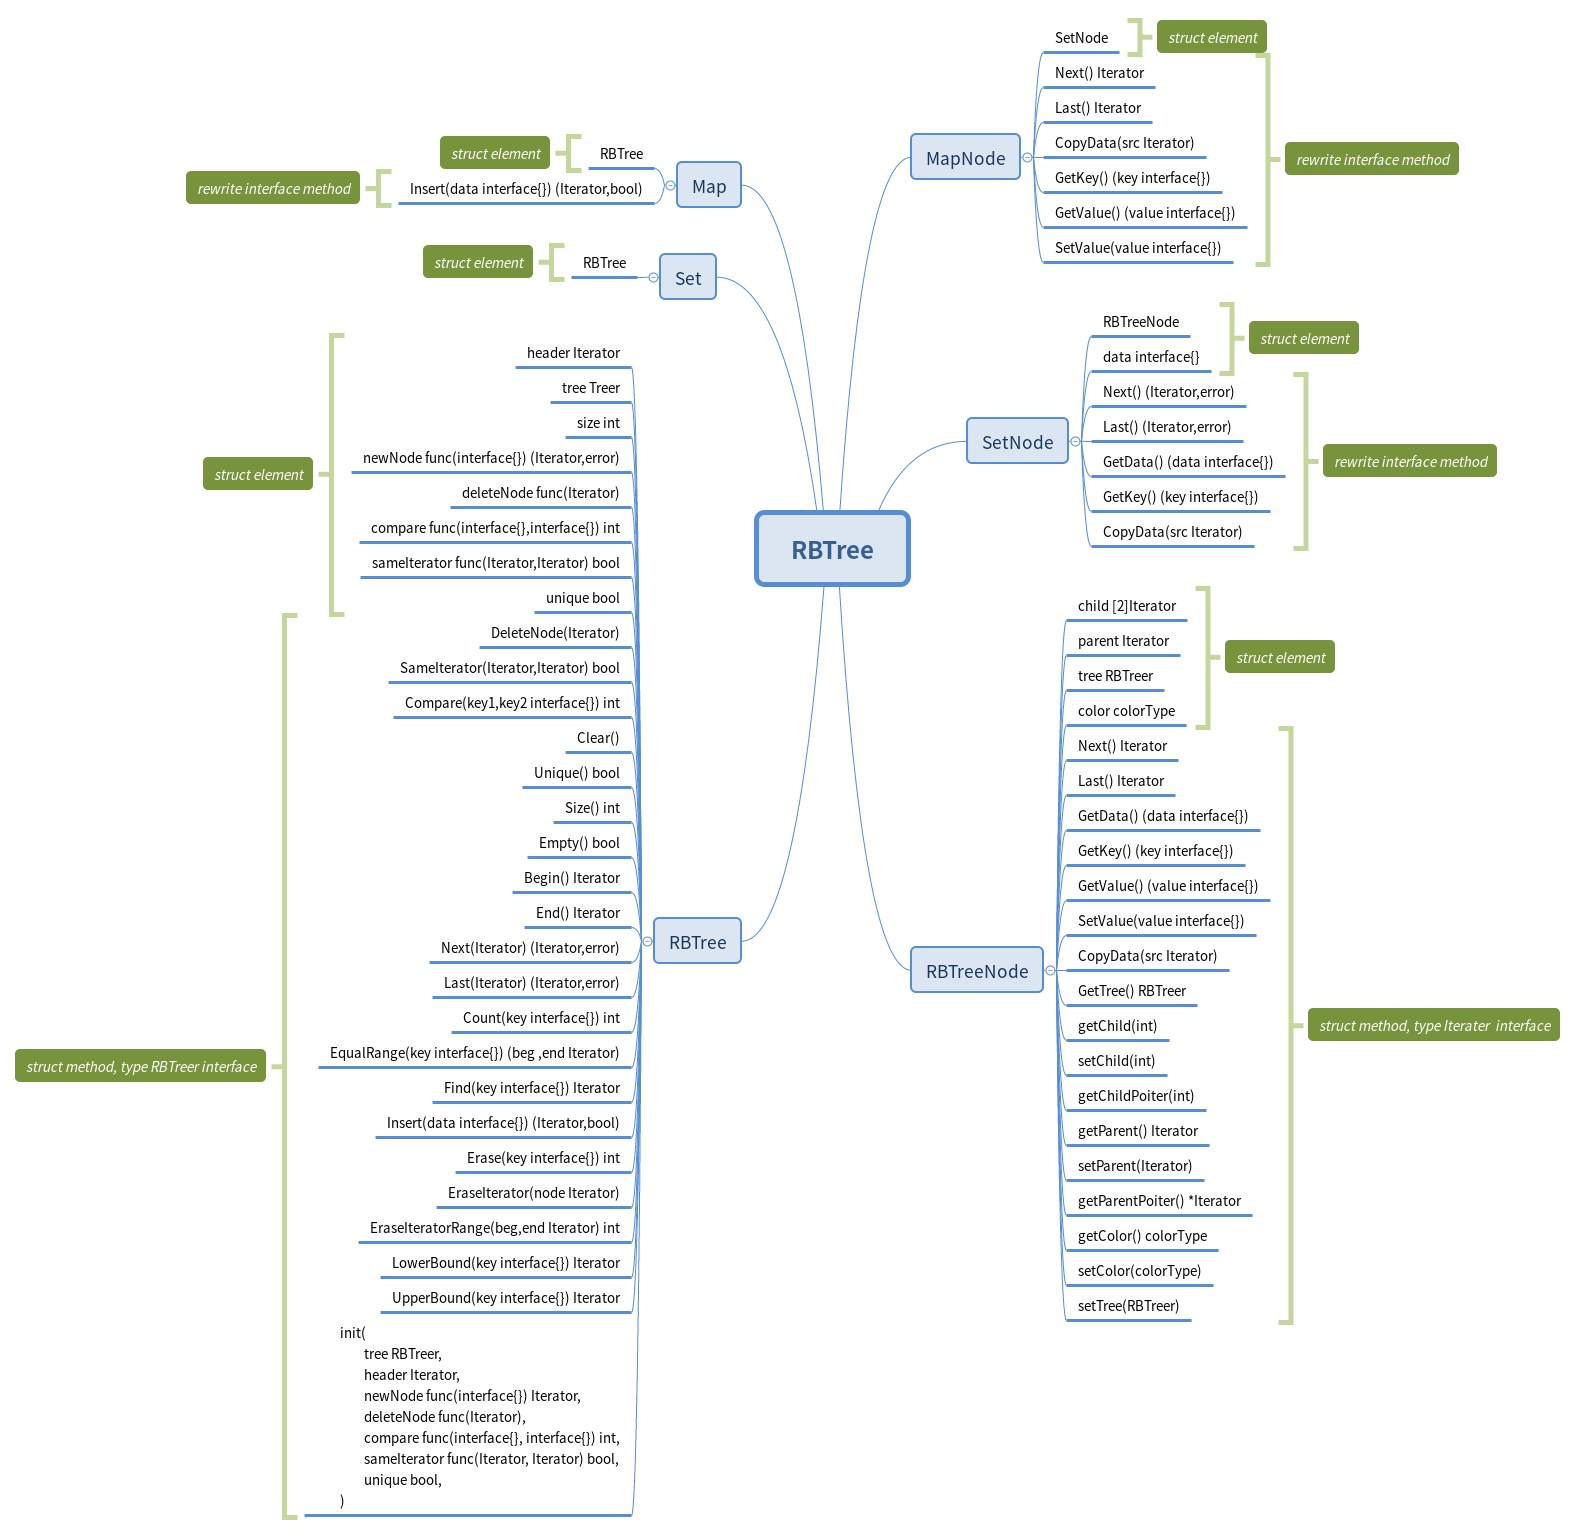 RBTree
MapNode
SetNode
struct element
Next() Iterator
Last() Iterator
CopyData(src Iterator)
GetKey() (key interface{})
GetValue() (value interface{})
SetValue(value interface{})
rewrite interface method
SetNode
RBTreeNode
data interface{}
struct element
Next() (Iterator,error)
Last() (Iterator,error)
GetData() (data interface{})
GetKey() (key interface{})
CopyData(src Iterator)
rewrite interface method
RBTreeNode
child [2]Iterator
parent Iterator
tree RBTreer
color colorType
struct element
Next() Iterator
Last() Iterator
GetData() (data interface{})
GetKey() (key interface{})
GetValue() (value interface{})
SetValue(value interface{})
CopyData(src Iterator)
GetTree() RBTreer
getChild(int)
setChild(int)
getChildPoiter(int)
getParent() Iterator
setParent(Iterator)
getParentPoiter() *Iterator
getColor() colorType
setColor(colorType)
setTree(RBTreer)
struct method, type Iterater  interface
Map
RBTree
struct element
Insert(data interface{}) (Iterator,bool)
rewrite interface method
Set
RBTree
struct element
RBTree
header Iterator
tree Treer
size int
newNode func(interface{}) (Iterator,error)
deleteNode func(Iterator)
compare func(interface{},interface{}) int
sameIterator func(Iterator,Iterator) bool
unique bool
struct element
DeleteNode(Iterator)
SameIterator(Iterator,Iterator) bool
Compare(key1,key2 interface{}) int
Clear()
Unique() bool
Size() int
Empty() bool
Begin() Iterator
End() Iterator
Next(Iterator) (Iterator,error)
Last(Iterator) (Iterator,error)
Count(key interface{}) int
EqualRange(key interface{}) (beg ,end Iterator)
Find(key interface{}) Iterator
Insert(data interface{}) (Iterator,bool)
Erase(key interface{}) int
EraseIterator(node Iterator)
EraseIteratorRange(beg,end Iterator) int
LowerBound(key interface{}) Iterator
UpperBound(key interface{}) Iterator
init(
tree RBTreer,
header Iterator,
newNode func(interface{}) Iterator,
deleteNode func(Iterator),
compare func(interface{}, interface{}) int,
sameIterator func(Iterator, Iterator) bool,
unique bool,
)
struct method, type RBTreer interface